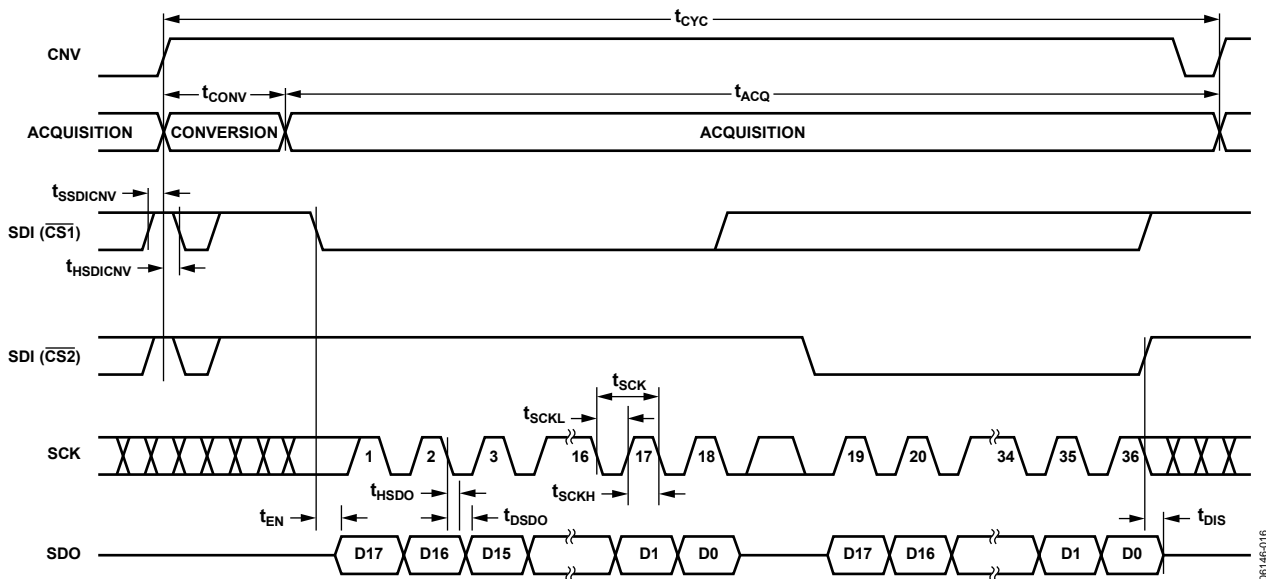 tCYC
CNV
tCONV
tACQ
ACQUISITION
CONVERSION
ACQUISITION
tSSDICNV
SDI (CS1)
tHSDICNV
SDI (CS2)
tSCK
tSCKL
SCK
1 2 3 16 17 18 19 20 34 35 36
tHSDO
tSCKH
tEN
tDSDO
tDIS
SDO
D17 D16 D15 D1 D0 D17 D16 D1 D0
06146-016